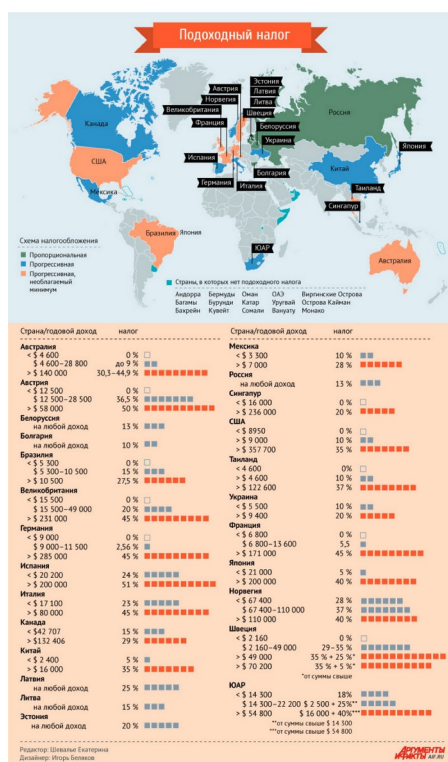 Подоходный налог
Эстония
Латвия
Литва
Швеция
Австрия
Норвегия
Великобритания
Франция
Белоруссия
Украина
Россия
Канада
США
Мексика
Испания
Германия
Италия
Болгария
Китай
Япония
Таиланд
Сингапур
Бразилия
Япония
ЮАР
Австралия
Схема налогообложения
Пропорциональная
Прогрессивная
Прогрессивная,
необлагаемый
минимум
Страны, в которых нет подоходного налога
Андорра Бермуды Оман ОАЭ Виргинские Острова
Багамы Бурунди Катар Уругвай Острова Кайман
Бахрейн Кувейт Сомали Вануату Монако
Страна/годовой доход налог
Австралия
< $ 4 600 0 %
$ 4 600–28 800 до 9 %
> $ 140 000 30,3–44,9 %
Австрия
< $ 12 500 0 %
$ 12 500–28 500 36,5 %
> $ 58 000 50 %
Белоруссия
на любой доход 13 %
Болгария
на любой доход 10 %
Бразилия
< $ 5 300 0 %
$ 5 300–10 500 15 %
> $ 10 500 27,5 %
Великобритания
< $ 15 500 0 %
$ 15 500–49 000 20 %
> $ 231 000 45 %
Германия
< $ 9 000 0 %
$ 9 000–11 500 2,56 %
> $ 285 000 45 %
Испания
< $ 20 200 24 %
> $ 200 000 51 %
Италия
< $ 17 100 23 %
> $ 80 000 45 %
Канада
<$42 707 15 %
>$132 406 29 %
Китай
< $ 2 400 5 %
> $ 16 000 35 %
Латвия
на любой доход 25 %
Литва
на любой доход 15 %
Эстония
на любой доход 20 %
Страна/годовой доход налог
Мексика
< $ 3 300 10 %
> $ 7 000 28 %
Россия
на любой доход 13 %
Сингапур
< $ 16 000 0%
> $ 236 000 20 %
США
< $ 8950 0%
> $ 9 000 10 %
> $ 357 700 35 %
Таиланд
< 4 600 0%
> $ 4 600 10 %
> $ 122 600 37 %
Украина
< $ 5 500 10 %
> $ 9 400 20 %
Франция
< $ 6 800 0 %
$ 6 800–13 600 5,5
> $ 171 000 45 %
Япония
< $ 21 000 5 %
> $ 200 000 40 %
Норвегия
< $ 67 400 28 %
$ 67 400–110 000 37 %
> $ 110 000 40 %
Швеция
< $ 2 160 0 %
$ 2 160–49 000 29–35 %
> $ 49 000 35 % + 25 %*
> $ 70 200 35 % + 5 %*
*от суммы свыше
ЮАР
< $ 14 300 18%
$ 14 300–22 200 $ 2 500 + 25%**
> $ 54 800 $ 16 000 + 40%***
**от суммы свыше $ 14 300
***от суммы свыше $ 54 800
Редактор: Шевалье Екатерина
Дизайнер: Игорь Беляков
АРГУМЕНТЫ
И ФАКТЫ AIF.RU